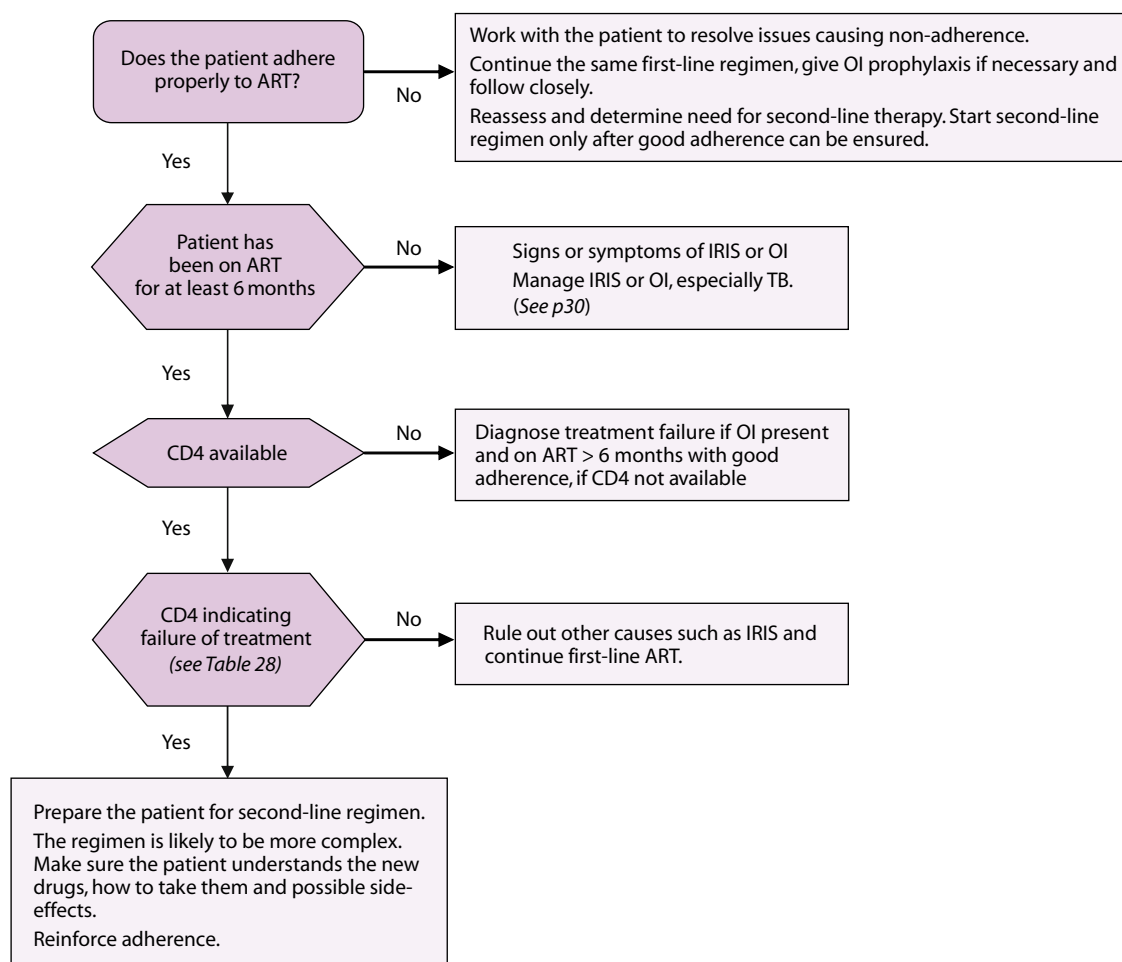 Does the patient adhere
properly to ART?
No
Work with the patient to resolve issues causing non-adherence.
Continue the same first-line regimen, give OI prophylaxis if necessary and
follow closely.
Reassess and determine need for second-line therapy. Start second-line
regimen only after good adherence can be ensured.
Yes
Patient has
been on ART
for at least 6 months
No
Signs or symptoms of IRIS or OI
Manage IRIS or OI, especially TB.
(See p30)
Yes
CD4 available
No
Diagnose treatment failure if OI present
and on ART > 6 months with good
adherence, if CD4 not available
Yes
CD4 indicating
failure of treatment
(see Table 28)
No
Rule out other causes such as IRIS and
continue first-line ART.
Yes
Prepare the patient for second-line regimen.
The regimen is likely to be more complex.
Make sure the patient understands the new
drugs, how to take them and possible side-
effects.
Reinforce adherence.